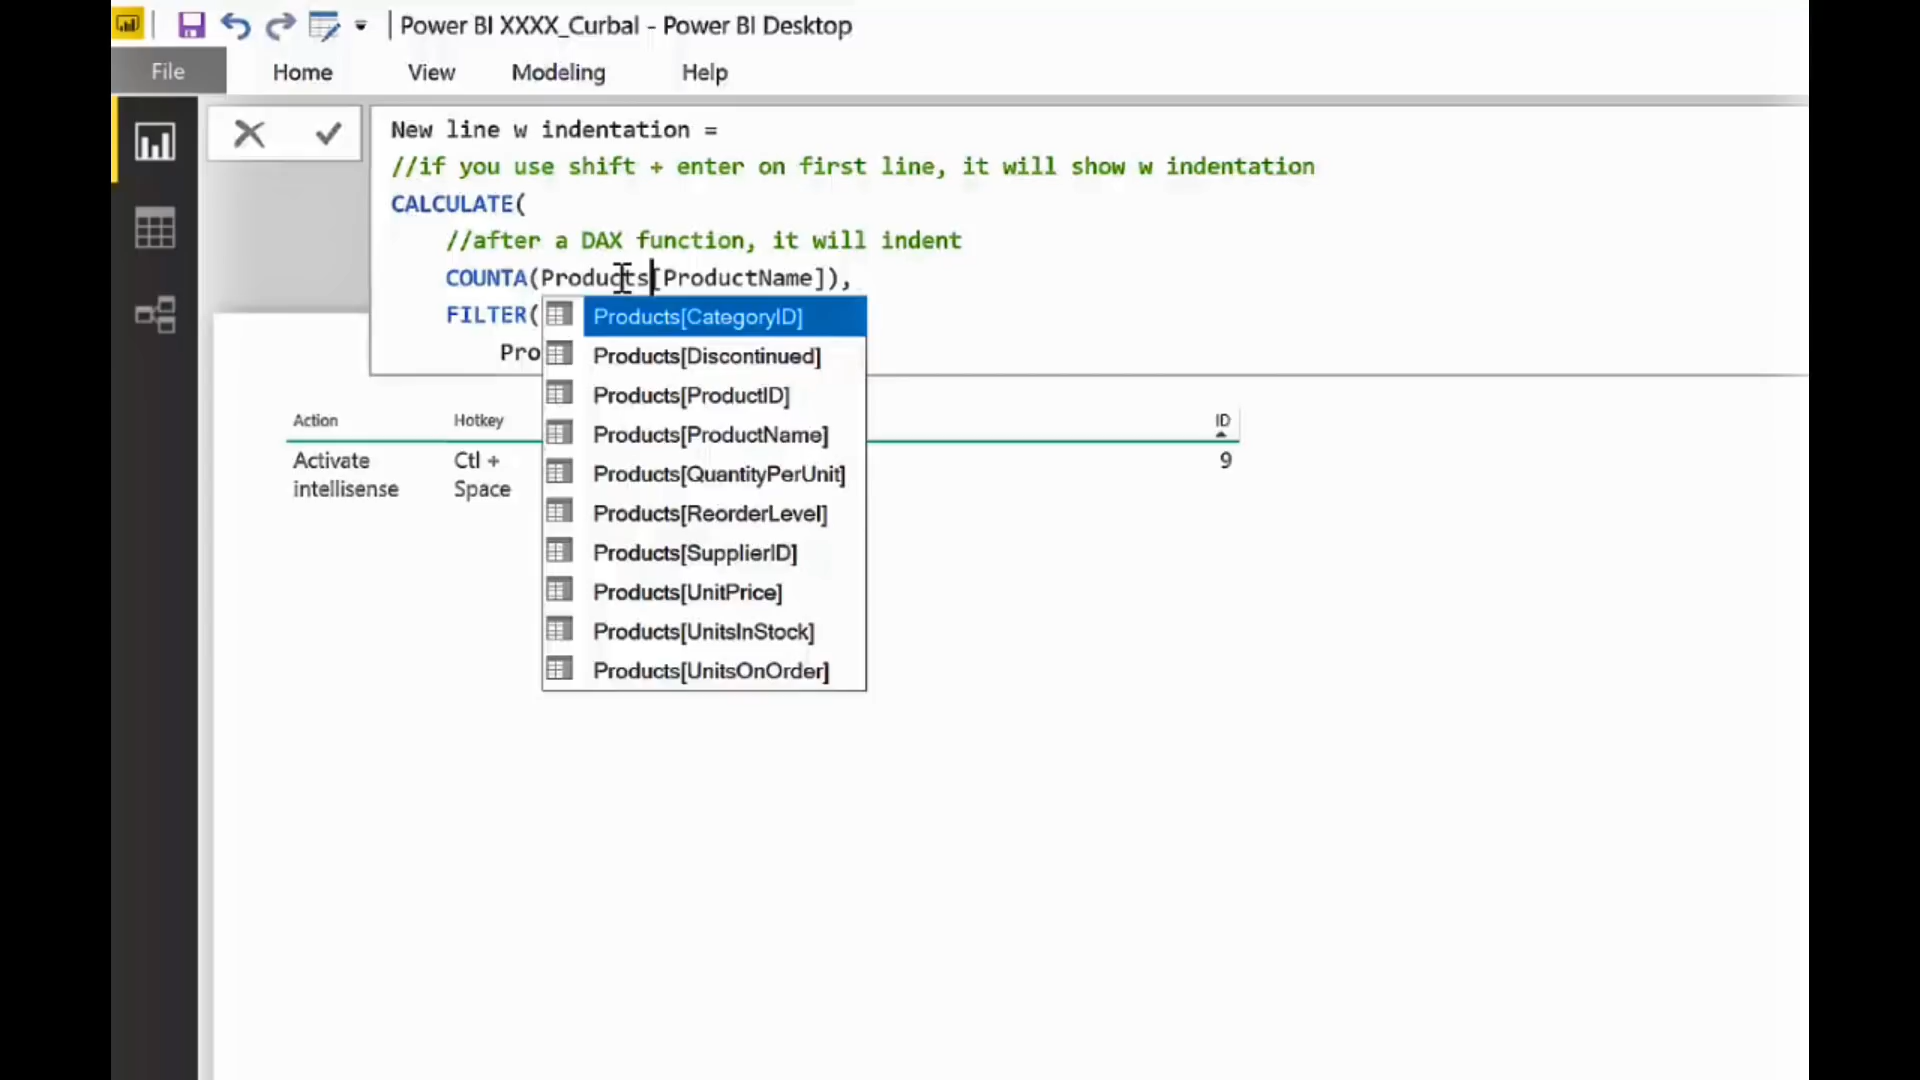 Power BI XXXX_Curbal - Power BI Desktop
File Home View Modeling Help
New line w indentation =
//if you use shift + enter on first line, it will show w indentation
CALCULATE(
//after a DAX function, it will indent
COUNTA(Products[ProductName]),
FILTER(
Pro
Products[CategoryID]
Products[Discontinued]
Products[ProductID]
Products[ProductName]
Products[QuantityPerUnit]
Products[ReorderLevel]
Products[SupplierID]
Products[UnitPrice]
Products[UnitsInStock]
Products[UnitsOnOrder]
Action Hotkey ID
Activate Ctl + 9
intellisense Space